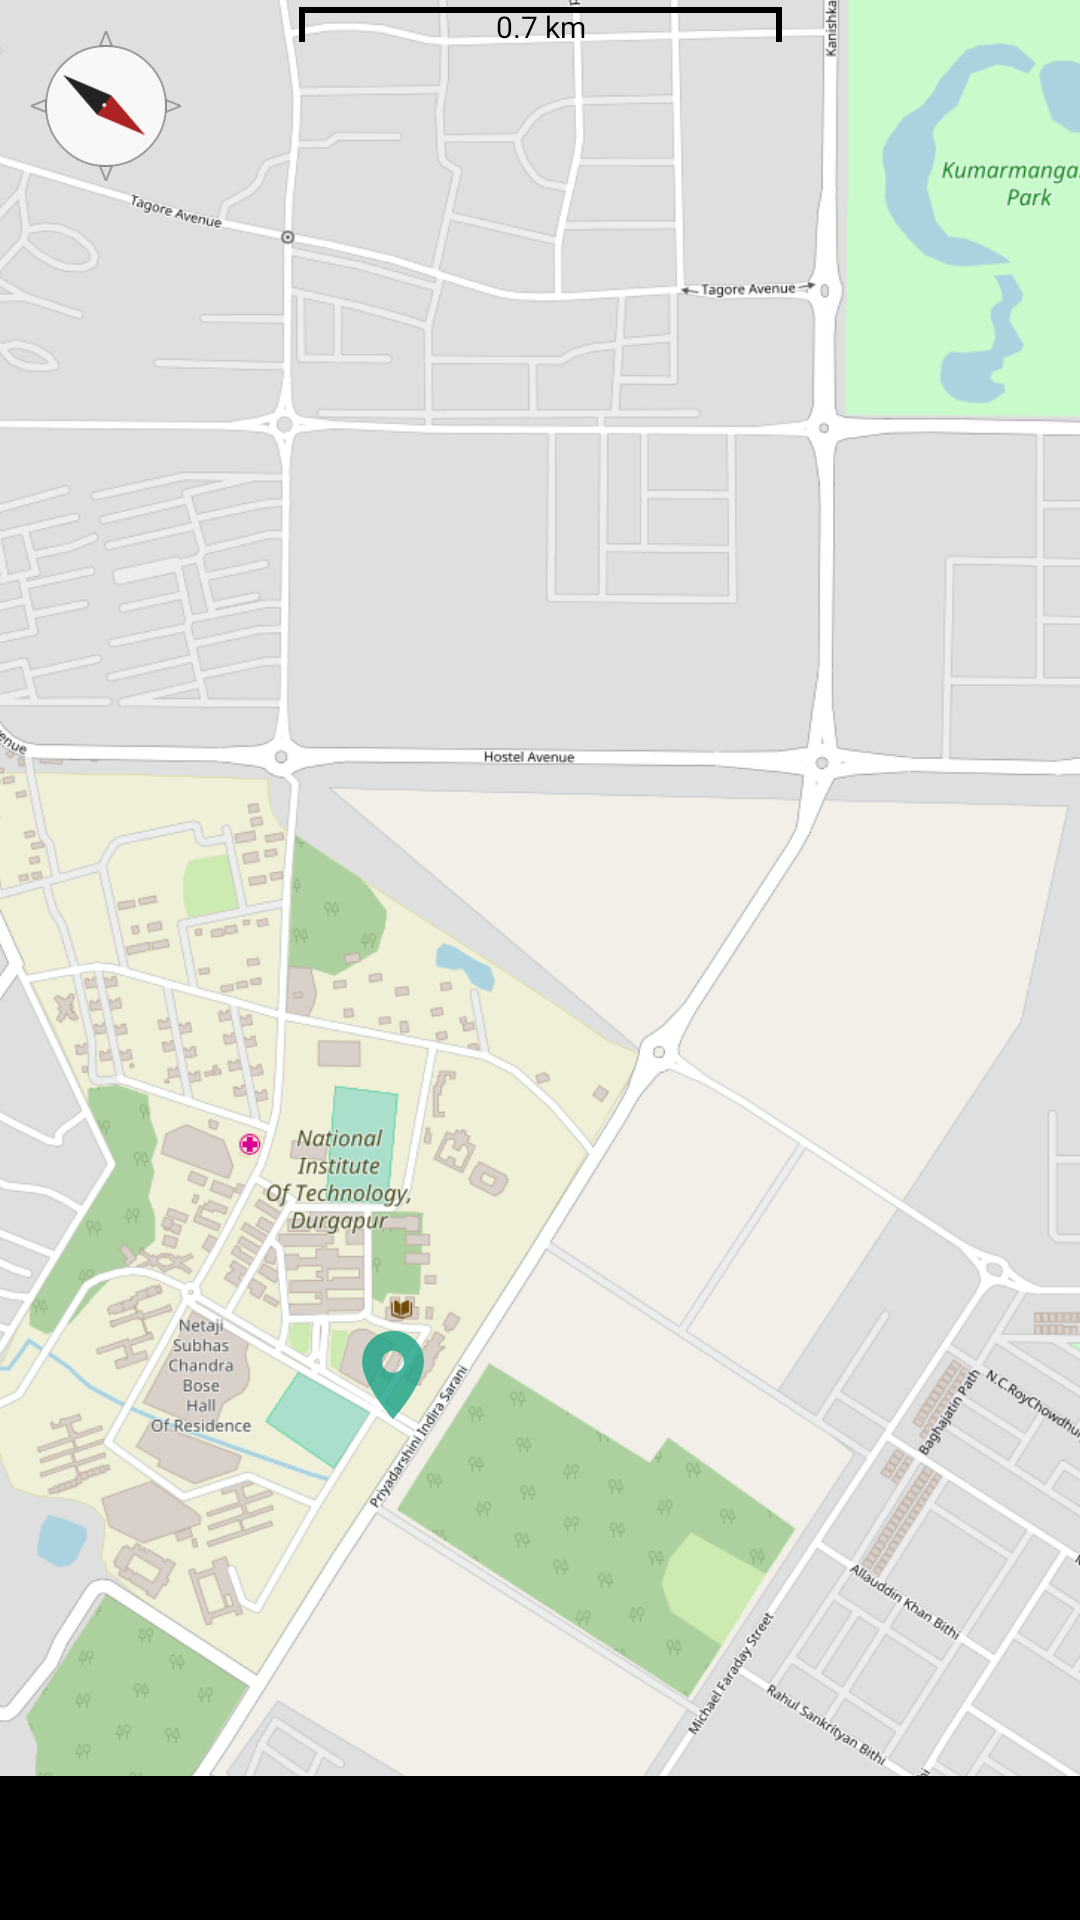 0.7 km
Kanishka
Kumarmanga
Park
Tagore Avenue
Tagore Avenue
Hostel Avenue
enue
National
Institute
Of Technology,
Durgapur
Netaji
Subhas
Chandra
Bose
Hall
Of Residence
Priyadarshini Indira Sarani
N.C.RoyChowdhu
Baghajatin Path
Allauddin Khan Bithi
Michael Faraday Street
Rahul Sankrityan Bithi